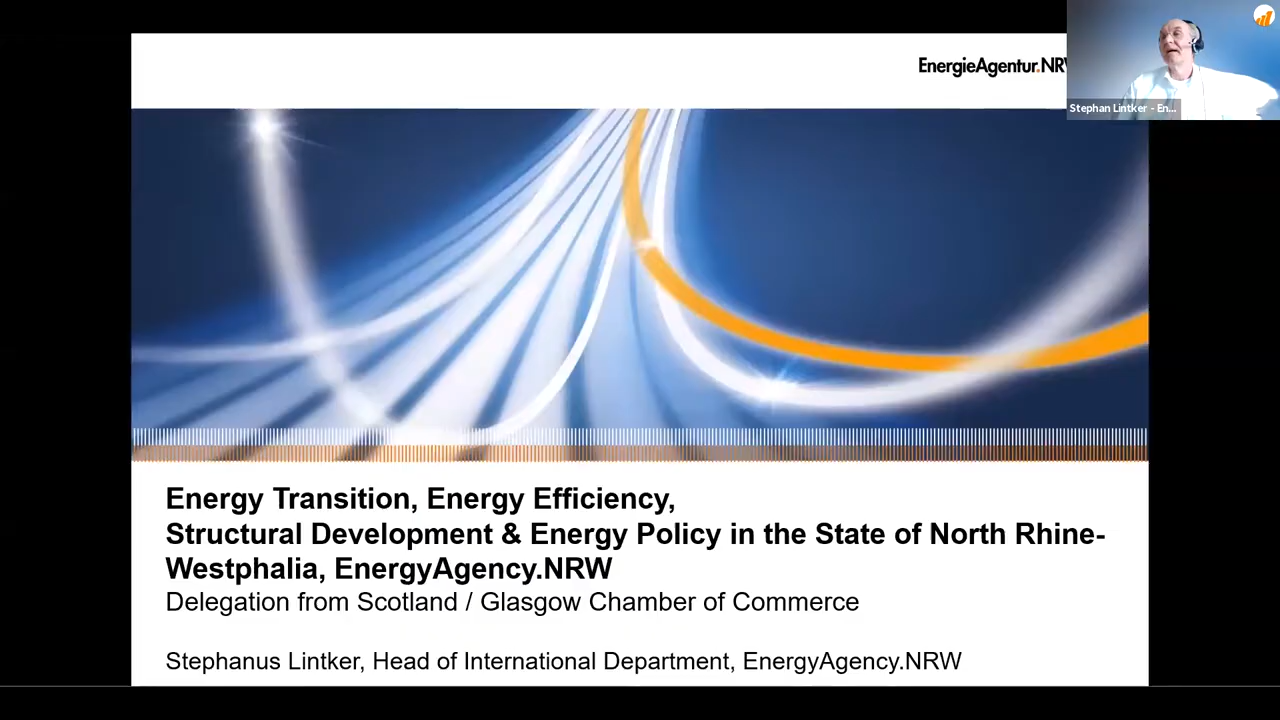 EnergieAgentur.NRW
Stephan Lintker - En...
Energy Transition, Energy Efficiency,
Structural Development & Energy Policy in the State of North Rhine-
Westphalia, EnergyAgency.NRW
Delegation from Scotland / Glasgow Chamber of Commerce
Stephanus Lintker, Head of International Department, EnergyAgency.NRW